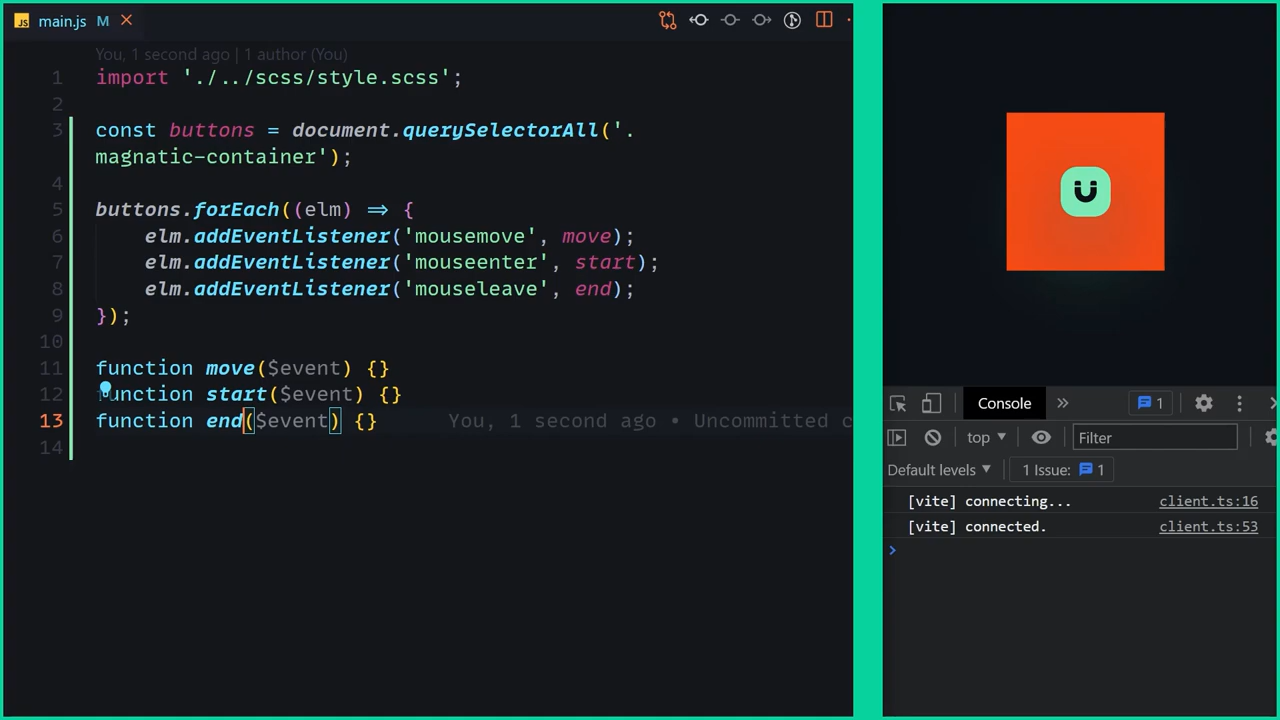 JS main.js M
You, 1 second ago | 1 author (You)
1 import './../scss/style.scss';
2
3 const buttons = document.querySelectorAll('.
magnatic-container');
4
5 buttons.forEach((elm) => {
6 elm.addEventListener('mousemove', move);
7 elm.addEventListener('mouseenter', start);
8 elm.addEventListener('mouseleave', end);
9 });
10
11 function move($event) {}
12 function start($event) {}
13 function end($event) {} You, 1 second ago • Uncommitted c
14
Console 1
top Filter
Default levels 1 Issue: 1
[vite] connecting... client.ts:16
[vite] connected. client.ts:53